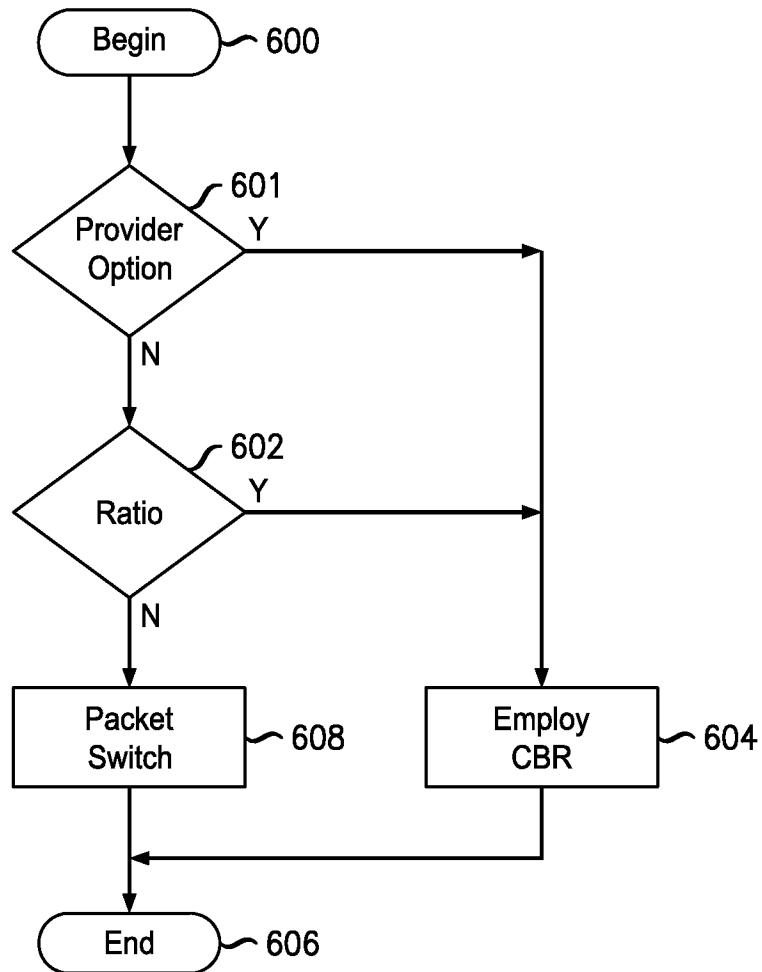 Begin
600
601
Provider
Option
Y
N
602
Ratio
Y
N
Packet
Switch
608
Employ
CBR
604
End
606